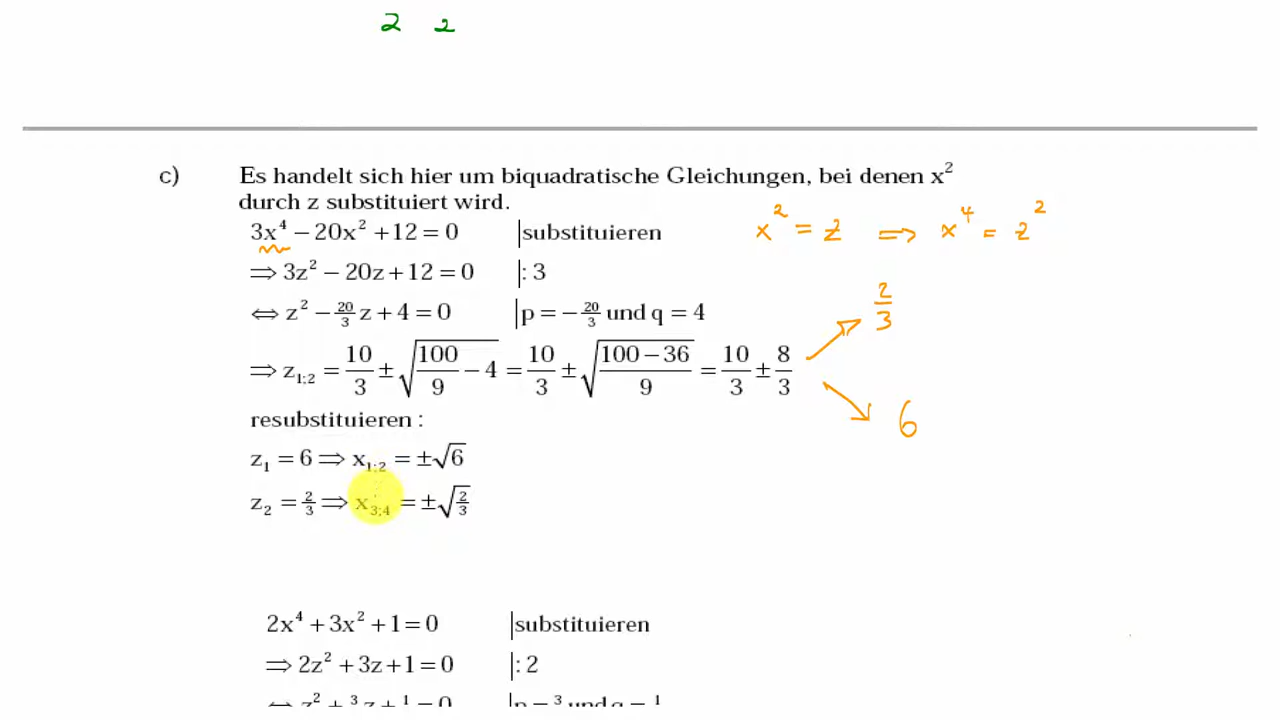 2 2
c) Es handelt sich hier um biquadratische Gleichungen, bei denen x²
durch z substituiert wird.
3x⁴ − 20x² + 12 = 0 |substituieren x² = z ⟹ x⁴ = z²
⇒ 3z² − 20z + 12 = 0 |: 3
⇔ z² − 20/3 z + 4 = 0 |p = − 20/3 und q = 4
2/3
⇒ z₁;₂ = 10/3 ± √(100/9 − 4) = 10/3 ± √((100 − 36)/9) = 10/3 ± 8/3
6
resubstituieren :
z₁ = 6 ⇒ x₁;₂ = ±√6
z₂ = 2/3 ⇒ x₃;₄ = ±√(2/3)
2x⁴ + 3x² + 1 = 0 |substituieren
⇒ 2z² + 3z + 1 = 0 |: 2